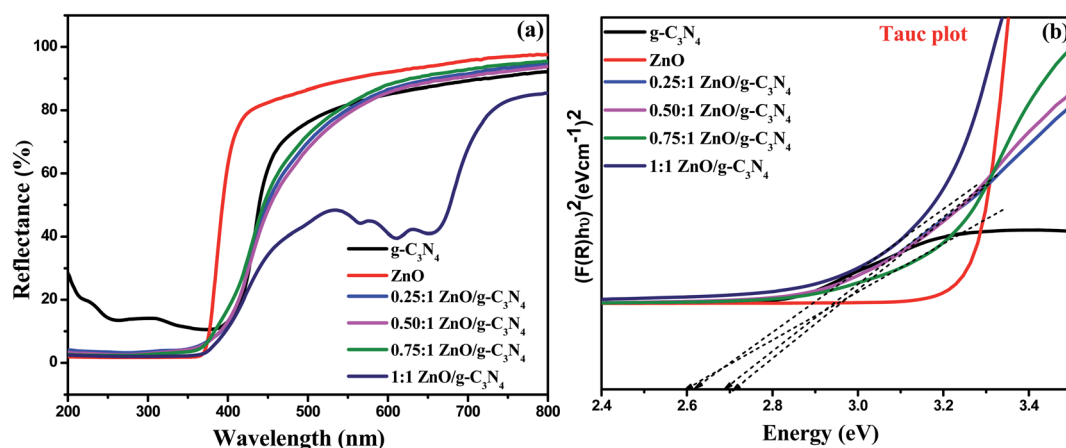 (a)
Reflectance (%)
100
80
60
40
20
0
g-C₃N₄
ZnO
0.25:1 ZnO/g-C₃N₄
0.50:1 ZnO/g-C₃N₄
0.75:1 ZnO/g-C₃N₄
1:1 ZnO/g-C₃N₄
200 300 400 500 600 700 800
Wavelength (nm)
Tauc plot (b)
(F(R)hυ)²(eVcm⁻¹)²
g-C₃N₄
ZnO
0.25:1 ZnO/g-C₃N₄
0.50:1 ZnO/g-C₃N₄
0.75:1 ZnO/g-C₃N₄
1:1 ZnO/g-C₃N₄
2.4 2.6 2.8 3.0 3.2 3.4
Energy (eV)